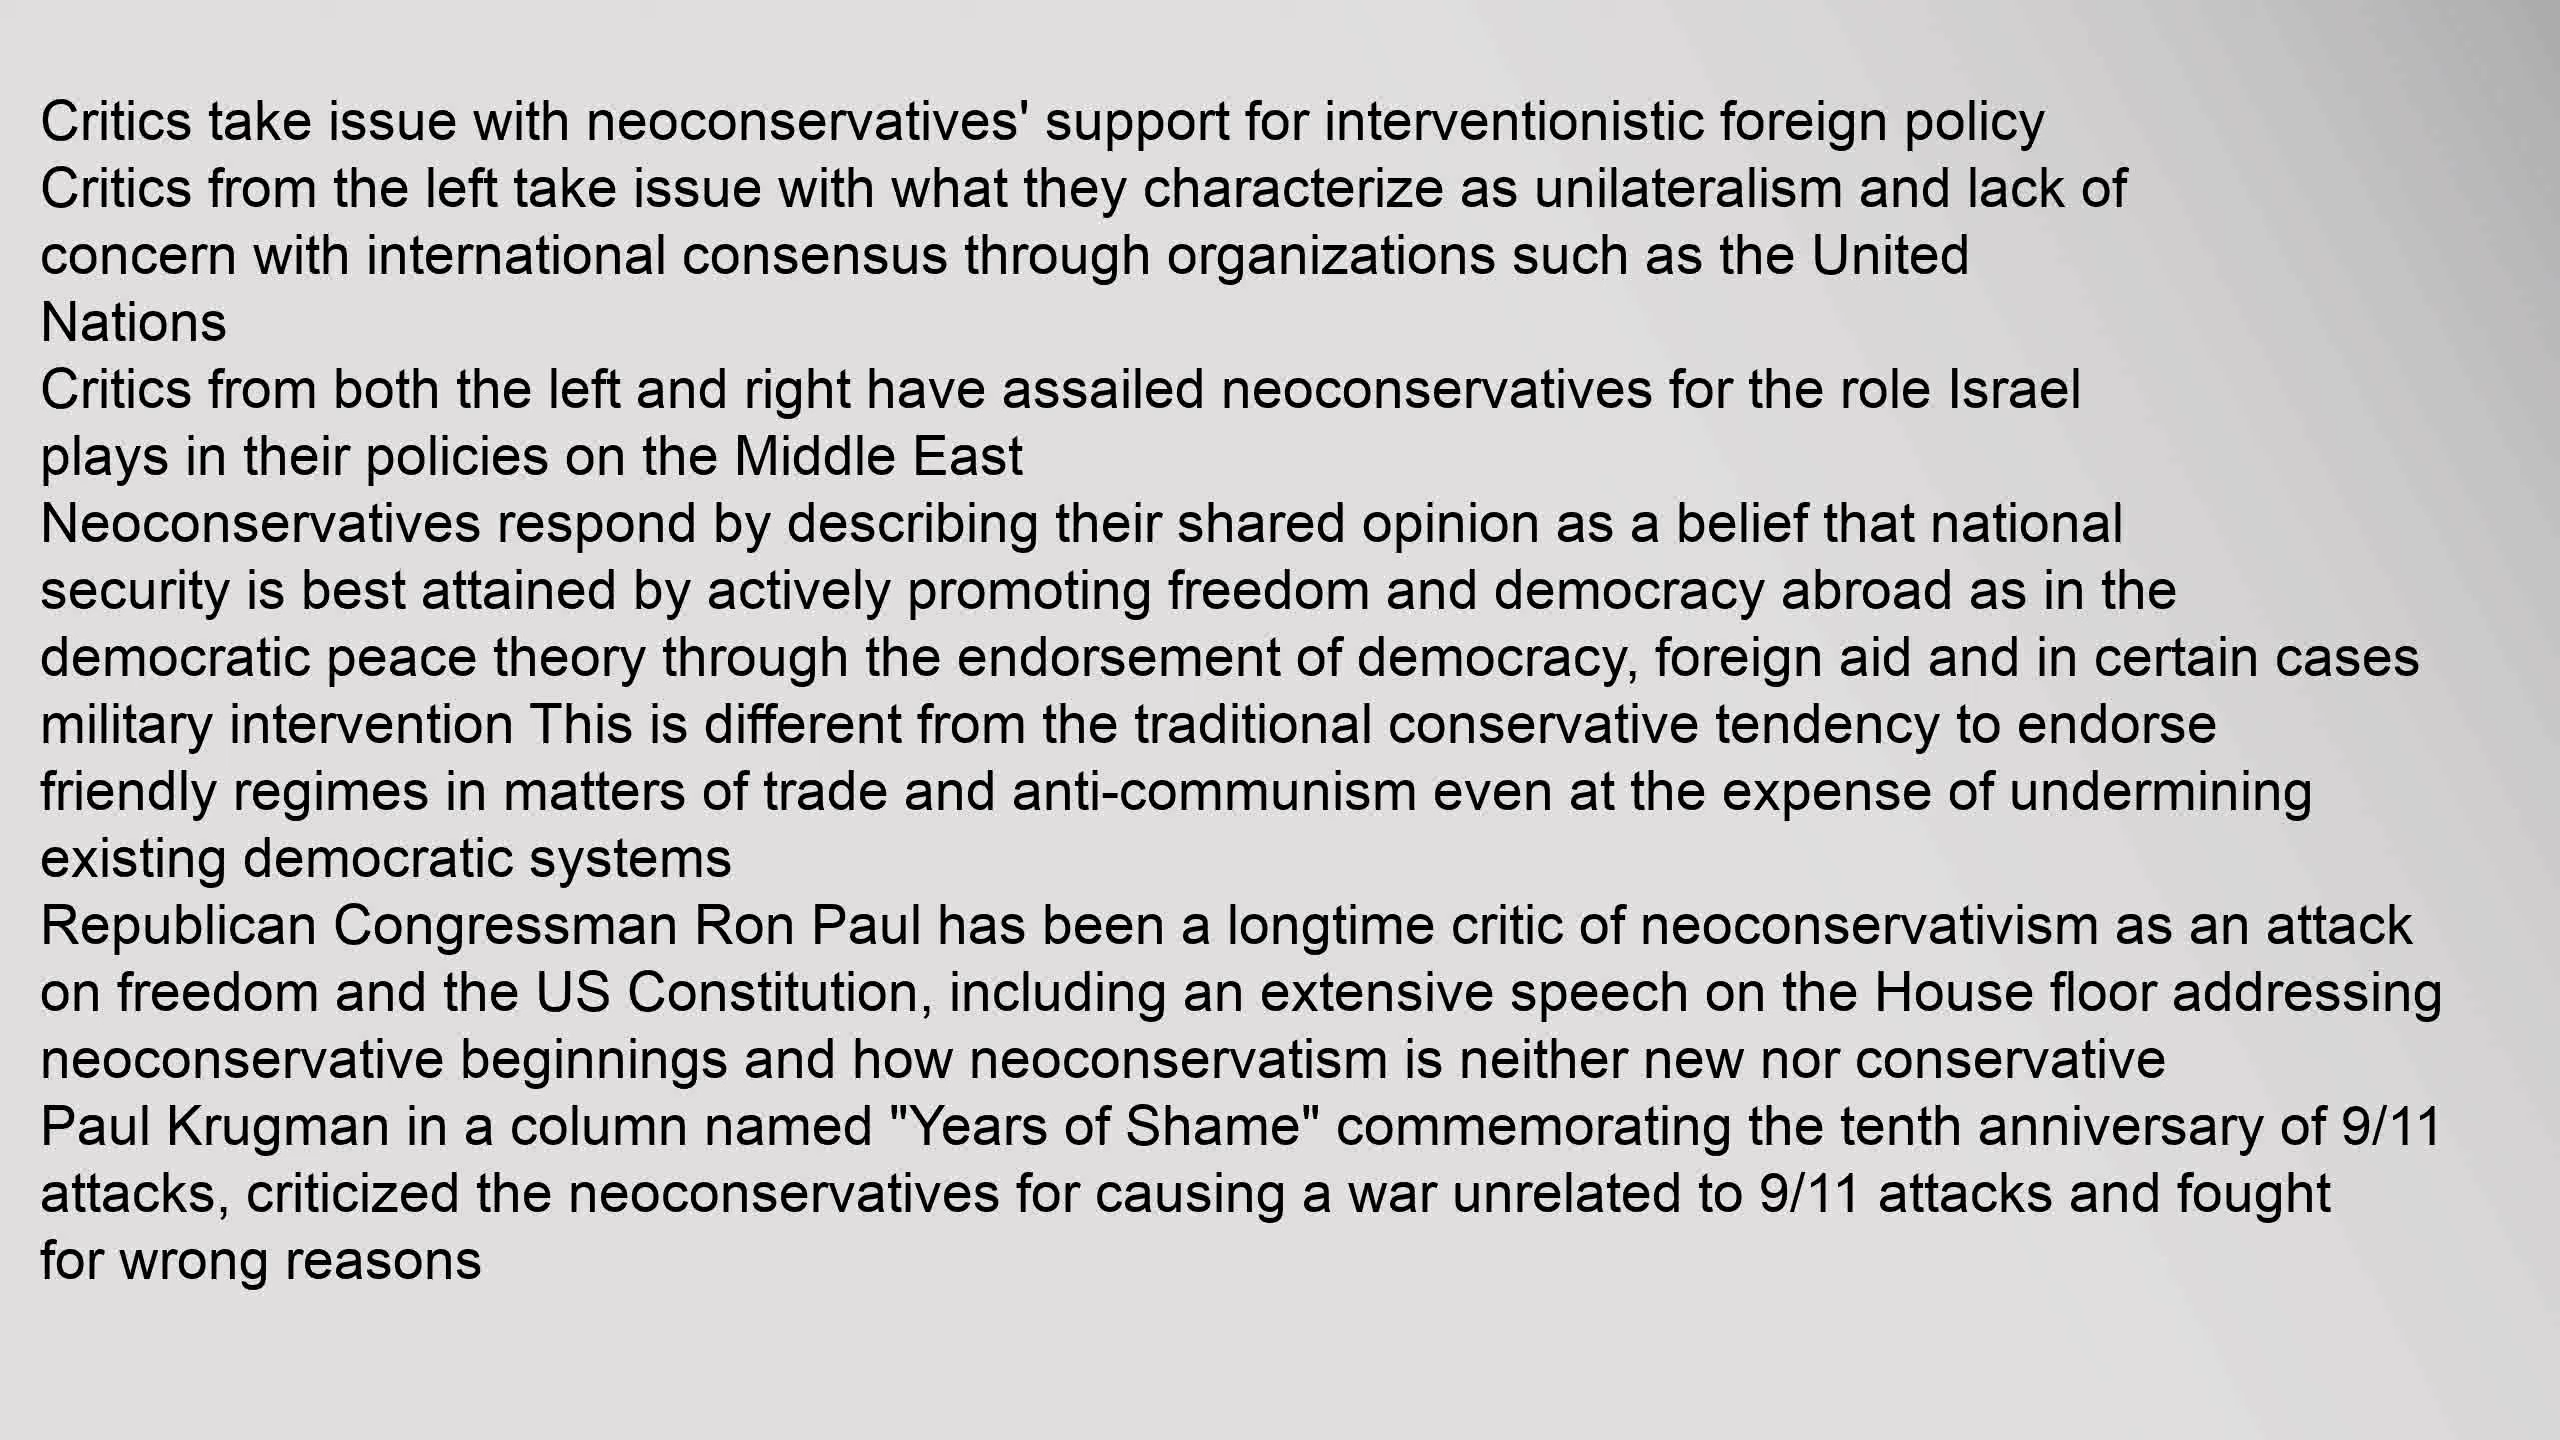 Critics take issue with neoconservatives' support for interventionistic foreign policy
Critics from the left take issue with what they characterize as unilateralism and lack of
concern with international consensus through organizations such as the United
Nations
Critics from both the left and right have assailed neoconservatives for the role Israel
plays in their policies on the Middle East
Neoconservatives respond by describing their shared opinion as a belief that national
security is best attained by actively promoting freedom and democracy abroad as in the
democratic peace theory through the endorsement of democracy, foreign aid and in certain cases
military intervention This is different from the traditional conservative tendency to endorse
friendly regimes in matters of trade and anti-communism even at the expense of undermining
existing democratic systems
Republican Congressman Ron Paul has been a longtime critic of neoconservativism as an attack
on freedom and the US Constitution, including an extensive speech on the House floor addressing
neoconservative beginnings and how neoconservatism is neither new nor conservative
Paul Krugman in a column named "Years of Shame" commemorating the tenth anniversary of 9/11
attacks, criticized the neoconservatives for causing a war unrelated to 9/11 attacks and fought
for wrong reasons